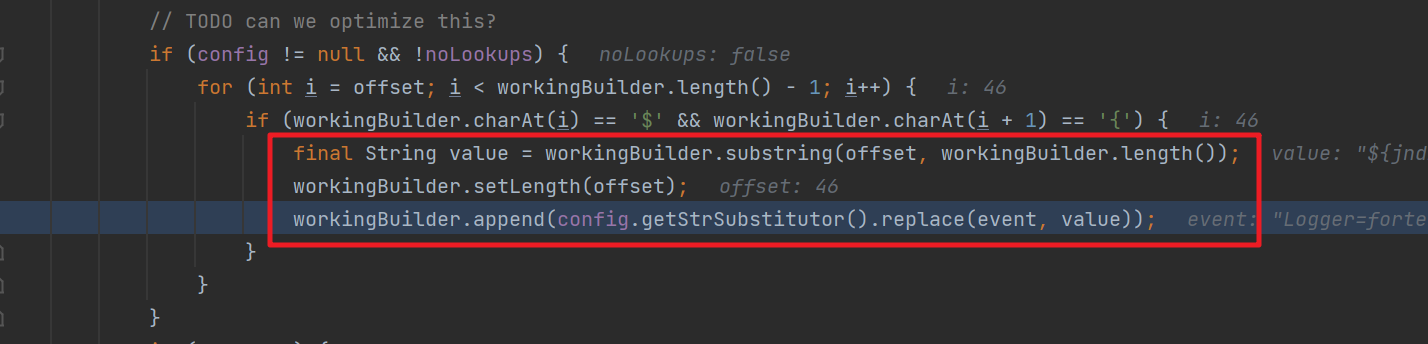 // TODO can we optimize this?
if (config != null && !noLookups) { noLookups: false
for (int i = offset; i < workingBuilder.length() - 1; i++) { i: 46
if (workingBuilder.charAt(i) == '$' && workingBuilder.charAt(i + 1) == '{') { i: 46
final String value = workingBuilder.substring(offset, workingBuilder.length()); value: "${jnd
workingBuilder.setLength(offset); offset: 46
workingBuilder.append(config.getStrSubstitutor().replace(event, value)); event: "Logger=forte
}
}
}